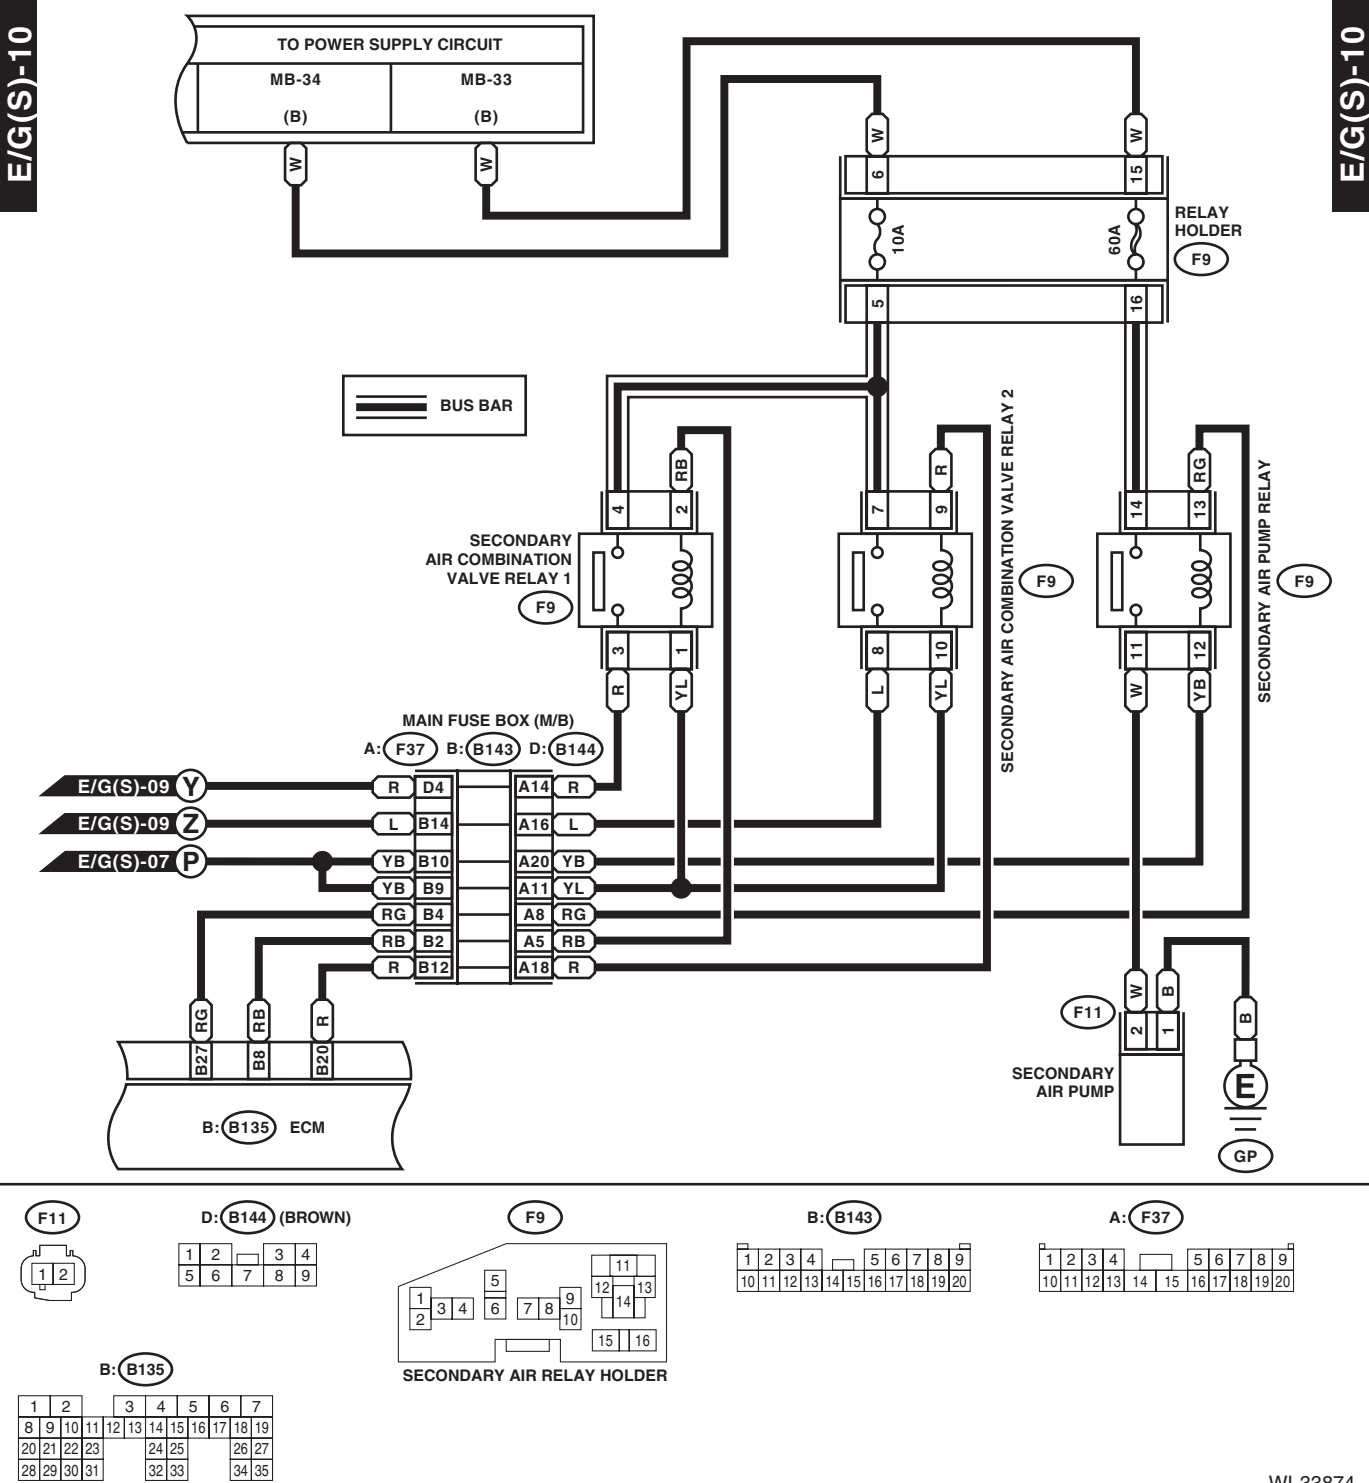 E/G(S)-10
E/G(S)-10
TO POWER SUPPLY CIRCUIT
MB-34
MB-33
(B)
(B)
W
W
W
W
6
15
10A
60A
RELAY
HOLDER
F9
5
16
BUS BAR
RB
R
RG
4
2
7
9
14
13
SECONDARY
AIR COMBINATION
VALVE RELAY 1
F9
SECONDARY AIR COMBINATION VALVE RELAY 2
F9
SECONDARY AIR PUMP RELAY
F9
3
1
8
10
11
12
R
YL
L
YL
W
YB
MAIN FUSE BOX (M/B)
A: F37 B: B143 D: B144
E/G(S)-09 Y R D4 A14 R
E/G(S)-09 Z L B14 A16 L
E/G(S)-07 P YB B10 A20 YB
YB B9 A11 YL
RG B4 A8 RG
RB B2 A5 RB
R B12 A18 R
RG
RB
R
B27
B8
B20
B: B135 ECM
W
B
B
F11
2
1
SECONDARY
AIR PUMP
E
GP
F11
D: B144 (BROWN)
F9
B: B143
A: F37
1 2
1 2 3 4
5 6 7 8 9
1
2
3 4
5
6
7 8
9
10
11
12
13
14
15 16
SECONDARY AIR RELAY HOLDER
1 2 3 4 5 6 7 8 9
10 11 12 13 14 15 16 17 18 19 20
1 2 3 4 5 6 7 8 9
10 11 12 13 14 15 16 17 18 19 20
B: B135
1 2 3 4 5 6 7
8 9 10 11 12 13 14 15 16 17 18 19
20 21 22 23 24 25 26 27
28 29 30 31 32 33 34 35
WI-33874